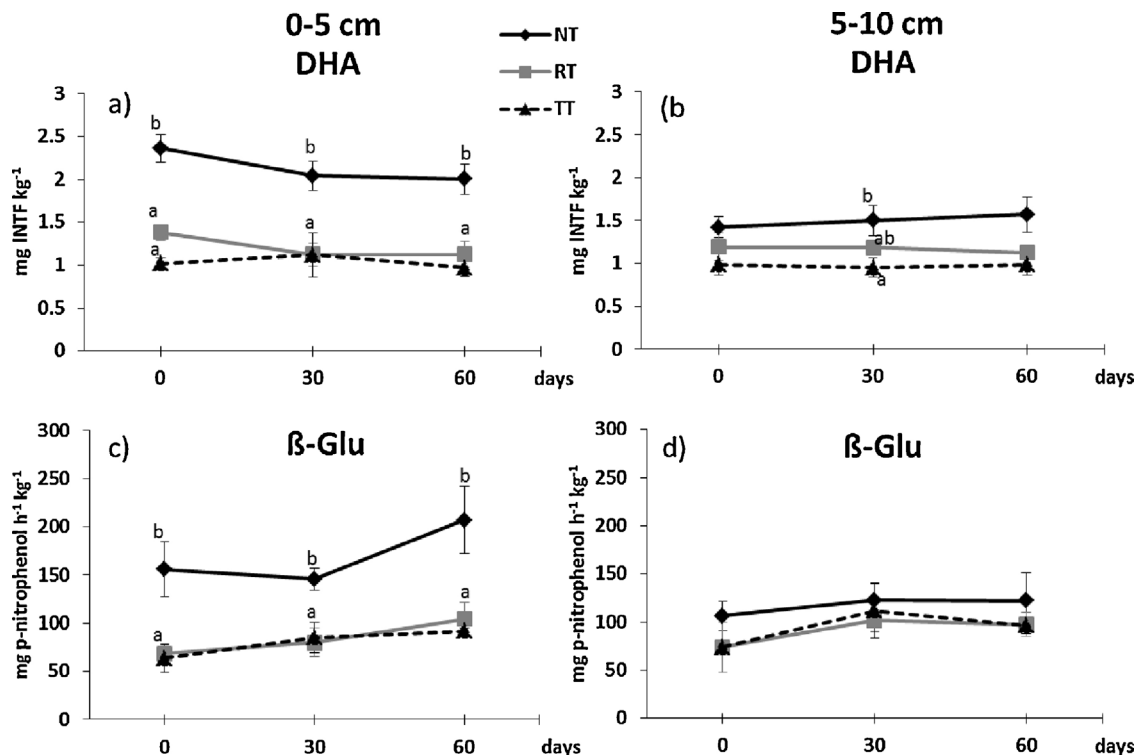 0-5 cm
DHA
NT
RT
TT
5-10 cm
DHA
a)
mg INTF kg⁻¹
3
2.5
2
1.5
1
0.5
0
b
b
b
a
a
a
a
0
30
60
days
(b
mg INTF kg⁻¹
3
2.5
2
1.5
1
0.5
0
b
ab
a
0
30
60
days
c)
ß-Glu
mg p-nitrophenol h⁻¹ kg⁻¹
300
250
200
150
100
50
0
b
b
b
a
a
a
0
30
60
days
d)
ß-Glu
mg p-nitrophenol h⁻¹ kg⁻¹
300
250
200
150
100
50
0
0
30
60
days